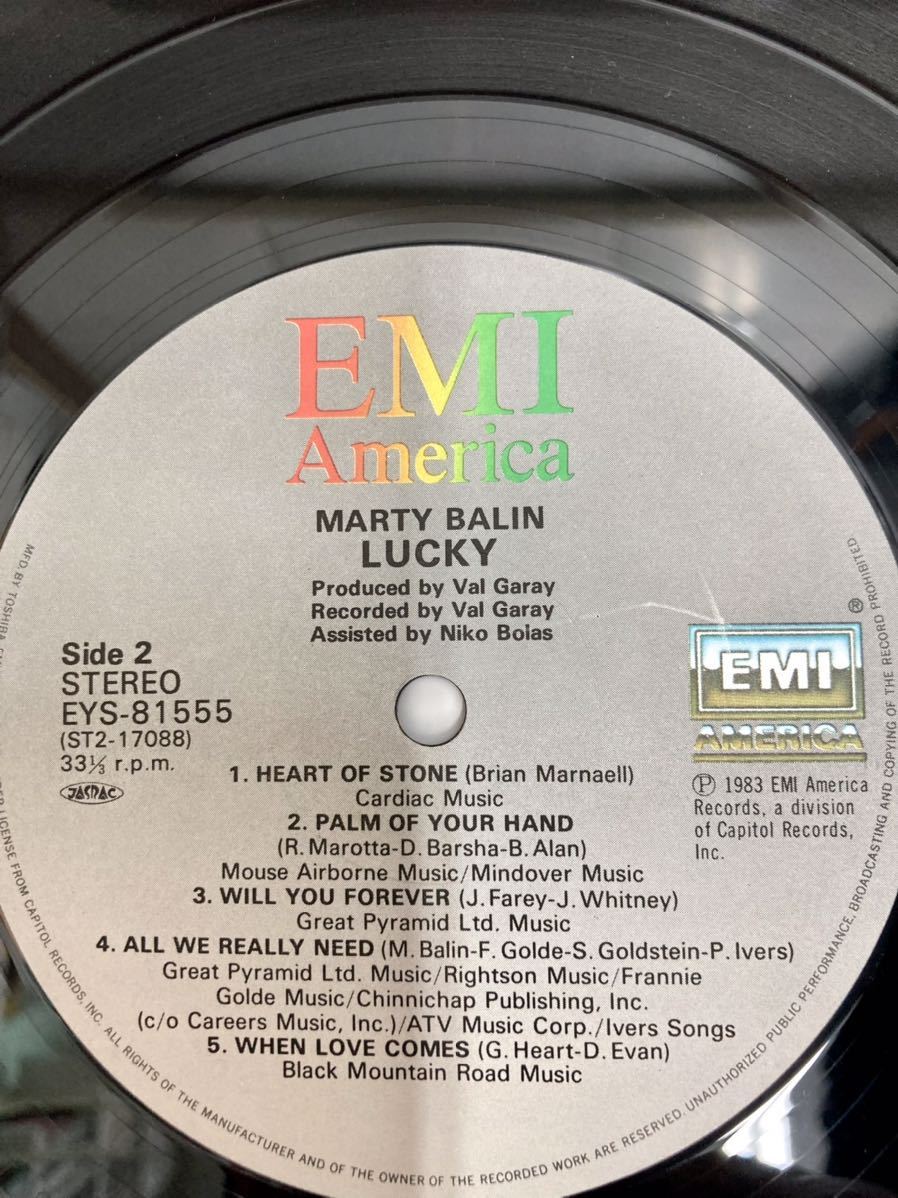 EMI
America
MARTY BALIN
LUCKY
Produced by Val Garay
Recorded by Val Garay
Assisted by Niko Bolas
Side 2
STEREO
EYS-81555
(ST2-17088)
33⅓ r.p.m.
JASRAC
®
EMI
AMERICA
Ⓟ 1983 EMI America
Records, a division
of Capitol Records,
Inc.
1. HEART OF STONE (Brian Marnaell)
Cardiac Music
2. PALM OF YOUR HAND
(R. Marotta-D. Barsha-B. Alan)
Mouse Airborne Music/Mindover Music
3. WILL YOU FOREVER (J. Farey-J. Whitney)
Great Pyramid Ltd. Music
4. ALL WE REALLY NEED (M. Balin-F. Golde-S. Goldstein-P. Ivers)
Great Pyramid Ltd. Music/Rightson Music/Frannie
Golde Music/Chinnichap Publishing, Inc.
(c/o Careers Music, Inc.)/ATV Music Corp./Ivers Songs
5. WHEN LOVE COMES (G. Heart-D. Evan)
Black Mountain Road Music
MFD. BY TOSHIBA LICENSE FROM CAPITOL RECORDS, INC. ALL RIGHTS OF THE MANUFACTURER AND OF THE OWNER OF THE RECORDED WORK ARE RESERVED. UNAUTHORIZED PUBLIC PERFORMANCE, BROADCASTING AND COPYING OF THE RECORD PROHIBITED